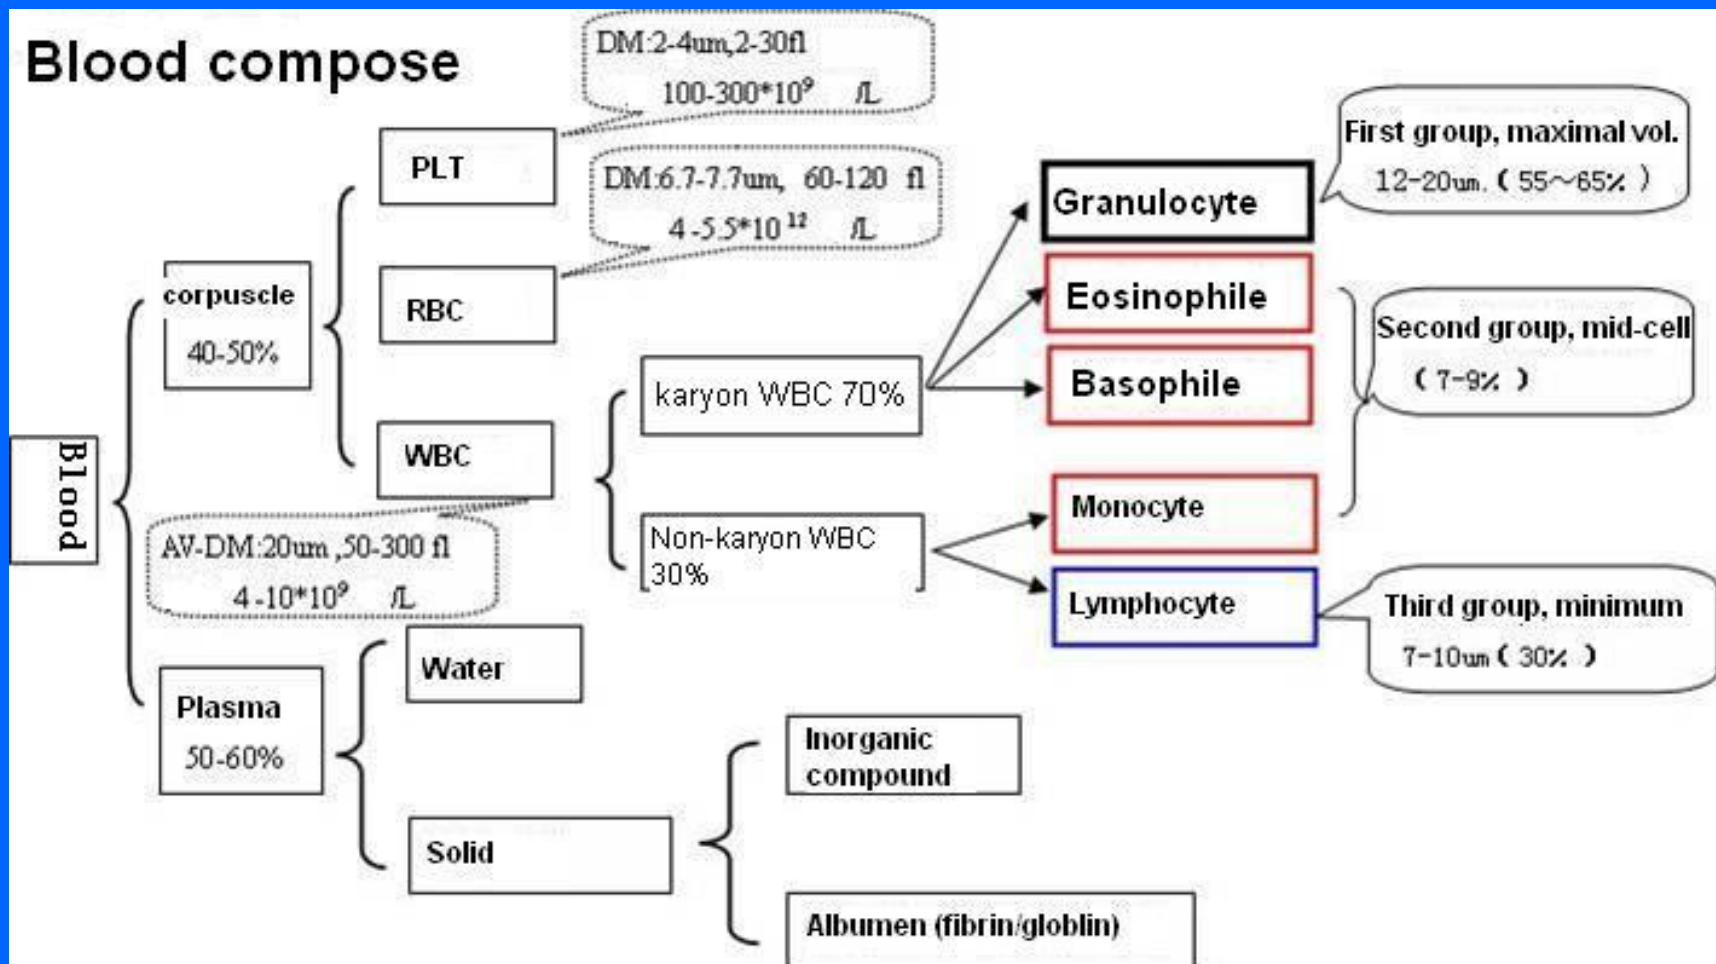 Blood compose
DM:2-4um,2-30fl
100-300*10⁹ /L
PLT
DM:6.7-7.7um, 60-120 fl
4-5.5*10¹² /L
RBC
corpuscle
40-50%
WBC
AV-DM:20um ,50-300 fl
4-10*10⁹ /L
Blood
karyon WBC 70%
Non-karyon WBC
30%
Granulocyte
Eosinophile
Basophile
Monocyte
Lymphocyte
First group, maximal vol.
12-20um. ( 55~65% )
Second group, mid-cell
( 7-9% )
Third group, minimum
7-10um ( 30% )
Plasma
50-60%
Water
Solid
Inorganic
compound
Albumen (fibrin/globlin)